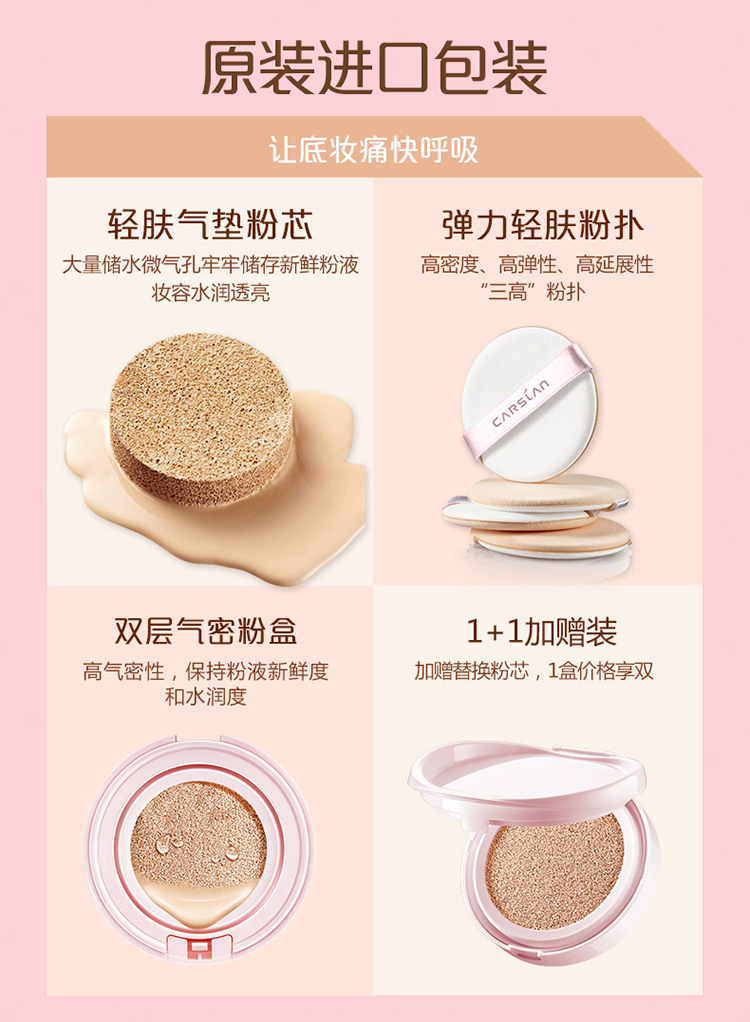 原装进口包装
让底妆痛快呼吸
轻肤气垫粉芯
大量储水微气孔牢牢储存新鲜粉液
妆容水润透亮
弹力轻肤粉扑
高密度、高弹性、高延展性
“三高”粉扑
CARSLAN
双层气密粉盒
高气密性，保持粉液新鲜度
和水润度
1+1加赠装
加赠替换粉芯，1盒价格享双